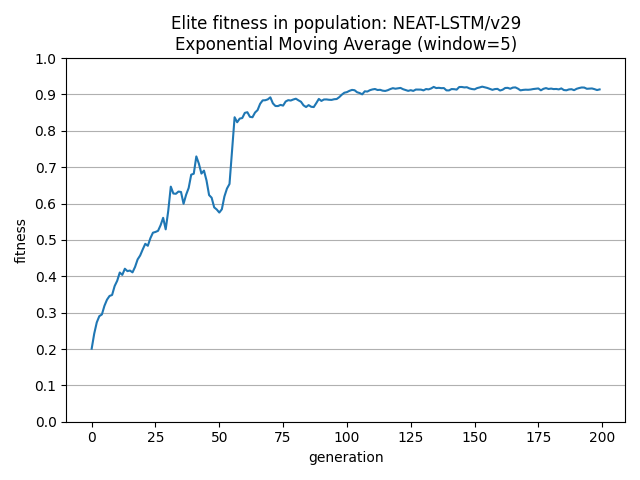 Elite fitness in population: NEAT-LSTM/v29
Exponential Moving Average (window=5)
1.0
0.9
0.8
0.7
0.6
0.5
0.4
0.3
0.2
0.1
0.0
fitness
0 25 50 75 100 125 150 175 200
generation